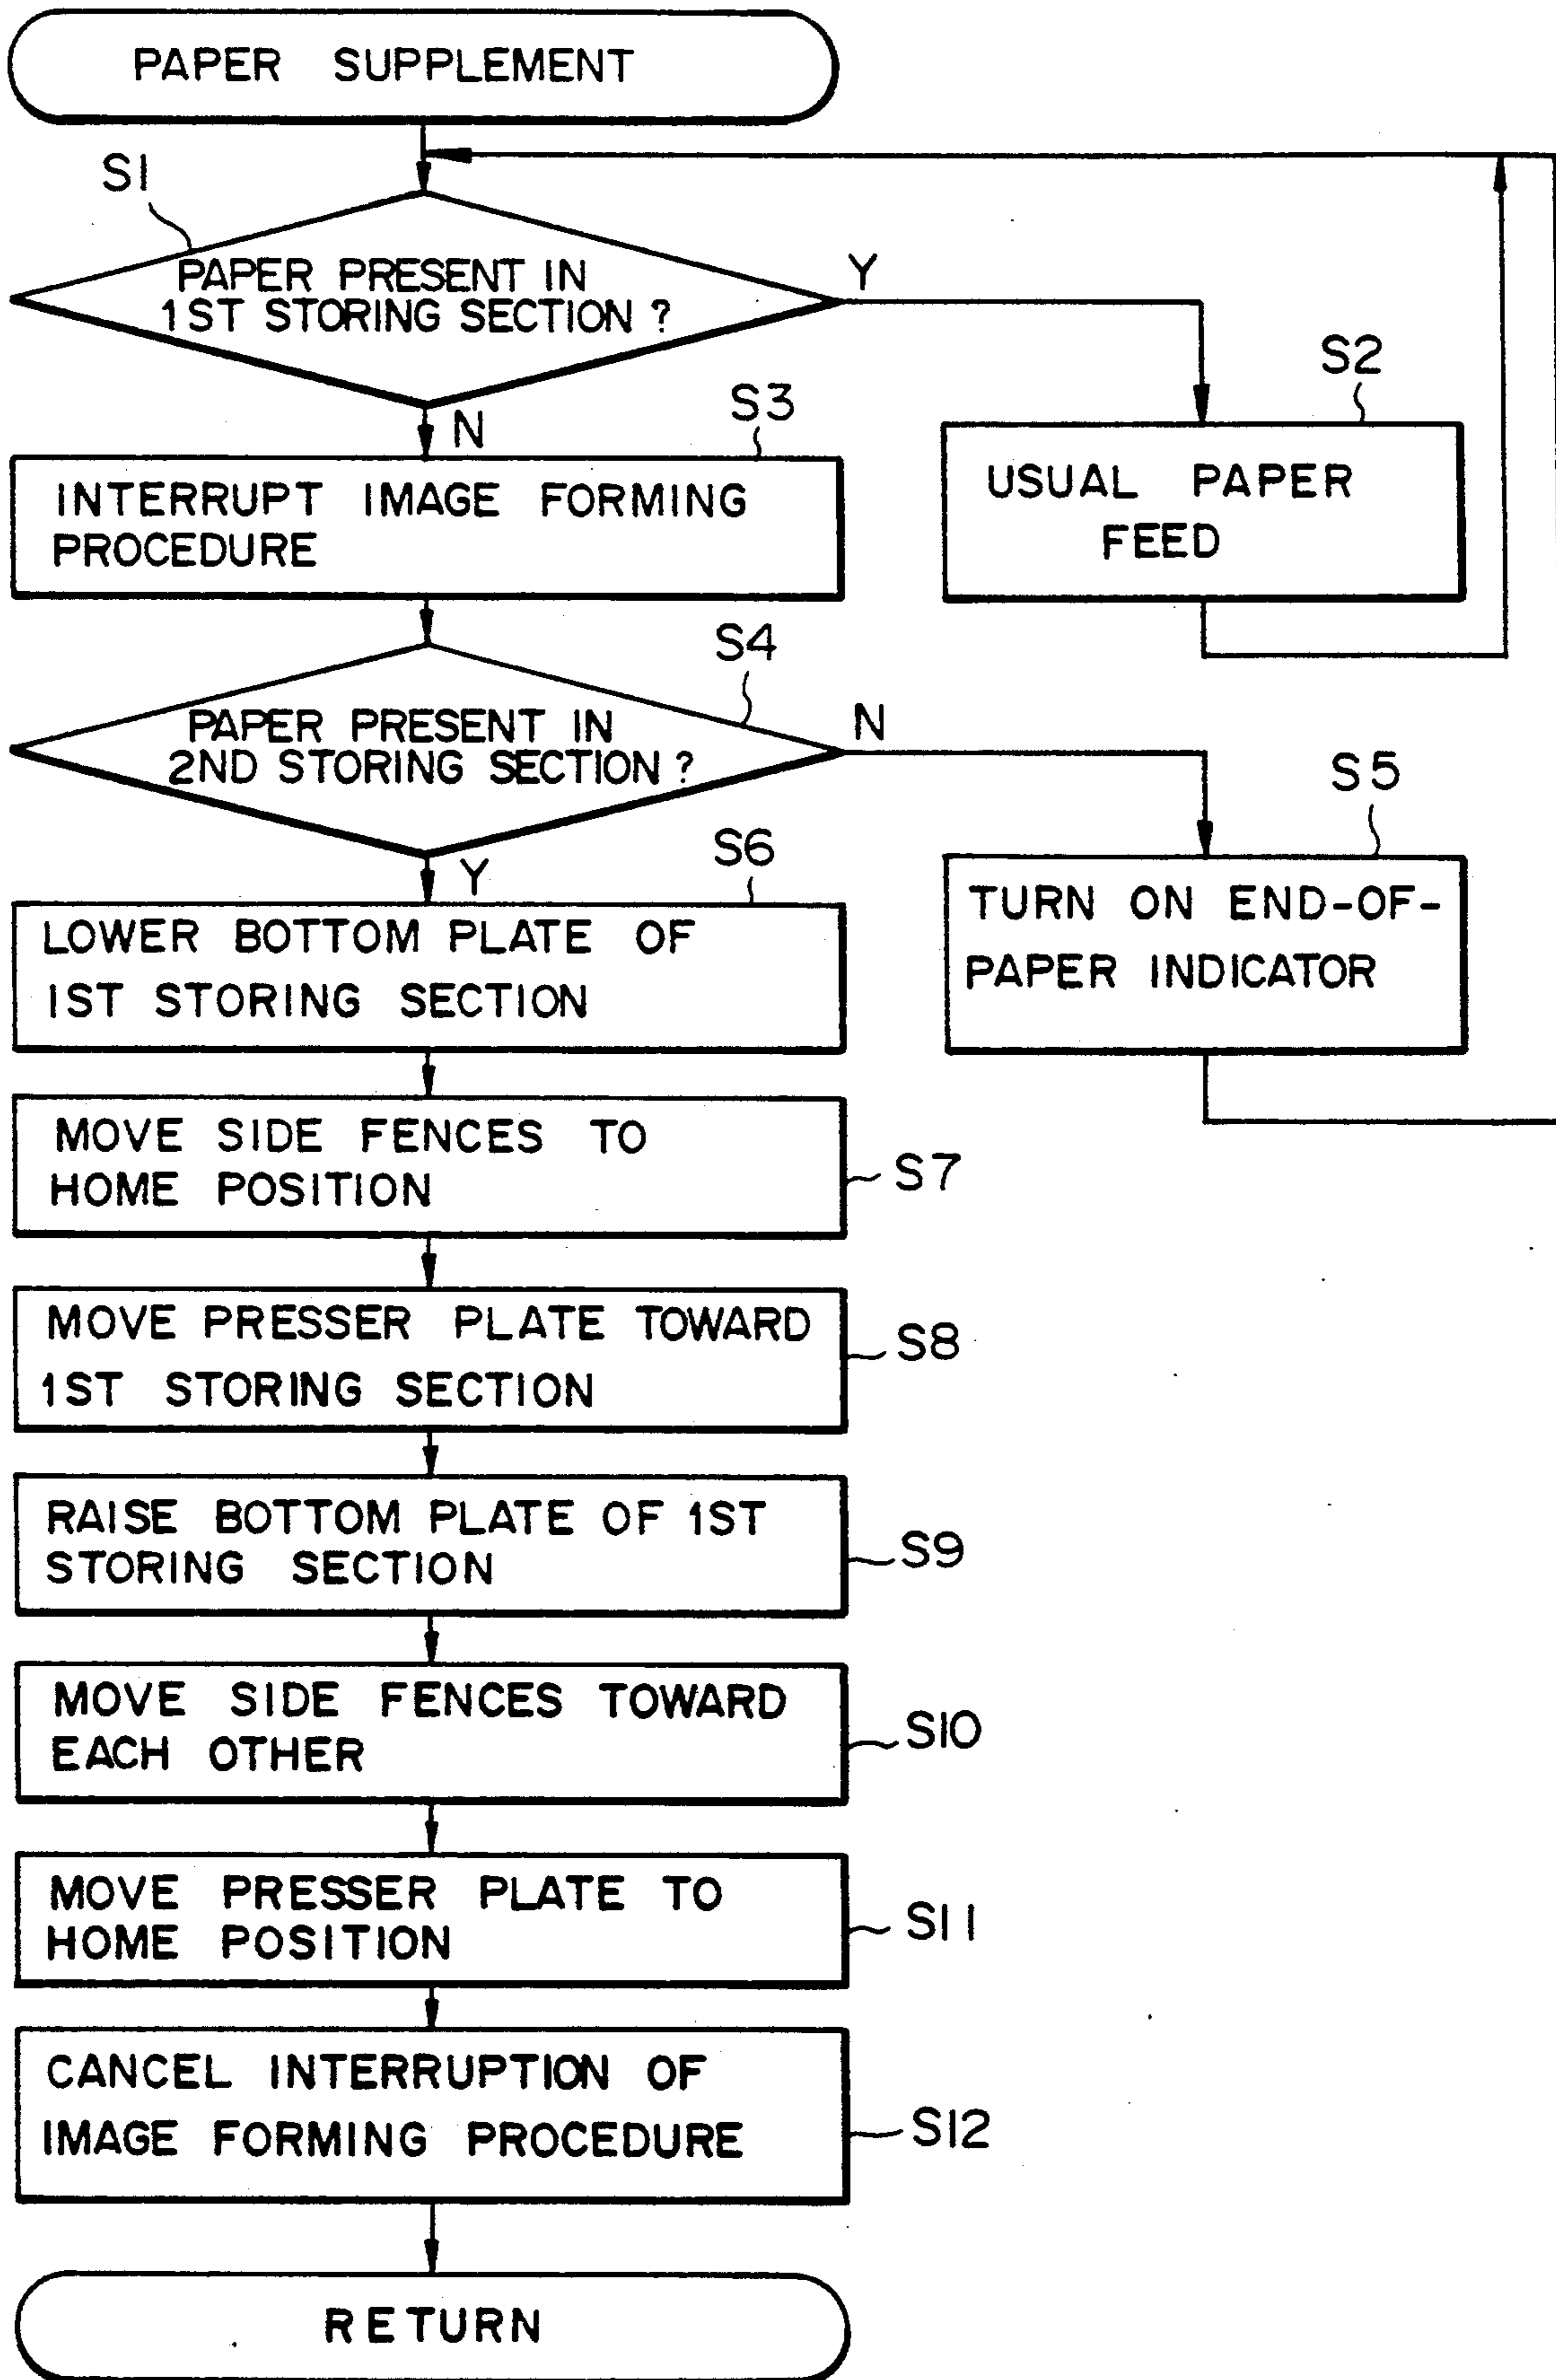 PAPER SUPPLEMENT
S1
PAPER PRESENT IN
1ST STORING SECTION ?
Y
S2
USUAL PAPER
FEED
N
S3
INTERRUPT IMAGE FORMING
PROCEDURE
S4
PAPER PRESENT IN
2ND STORING SECTION ?
N
S5
TURN ON END-OF-
PAPER INDICATOR
Y
S6
LOWER BOTTOM PLATE OF
1ST STORING SECTION
MOVE SIDE FENCES TO
HOME POSITION
S7
MOVE PRESSER PLATE TOWARD
1ST STORING SECTION
S8
RAISE BOTTOM PLATE OF 1ST
STORING SECTION
S9
MOVE SIDE FENCES TOWARD
EACH OTHER
S10
MOVE PRESSER PLATE TO
HOME POSITION
S11
CANCEL INTERRUPTION OF
IMAGE FORMING PROCEDURE
S12
RETURN